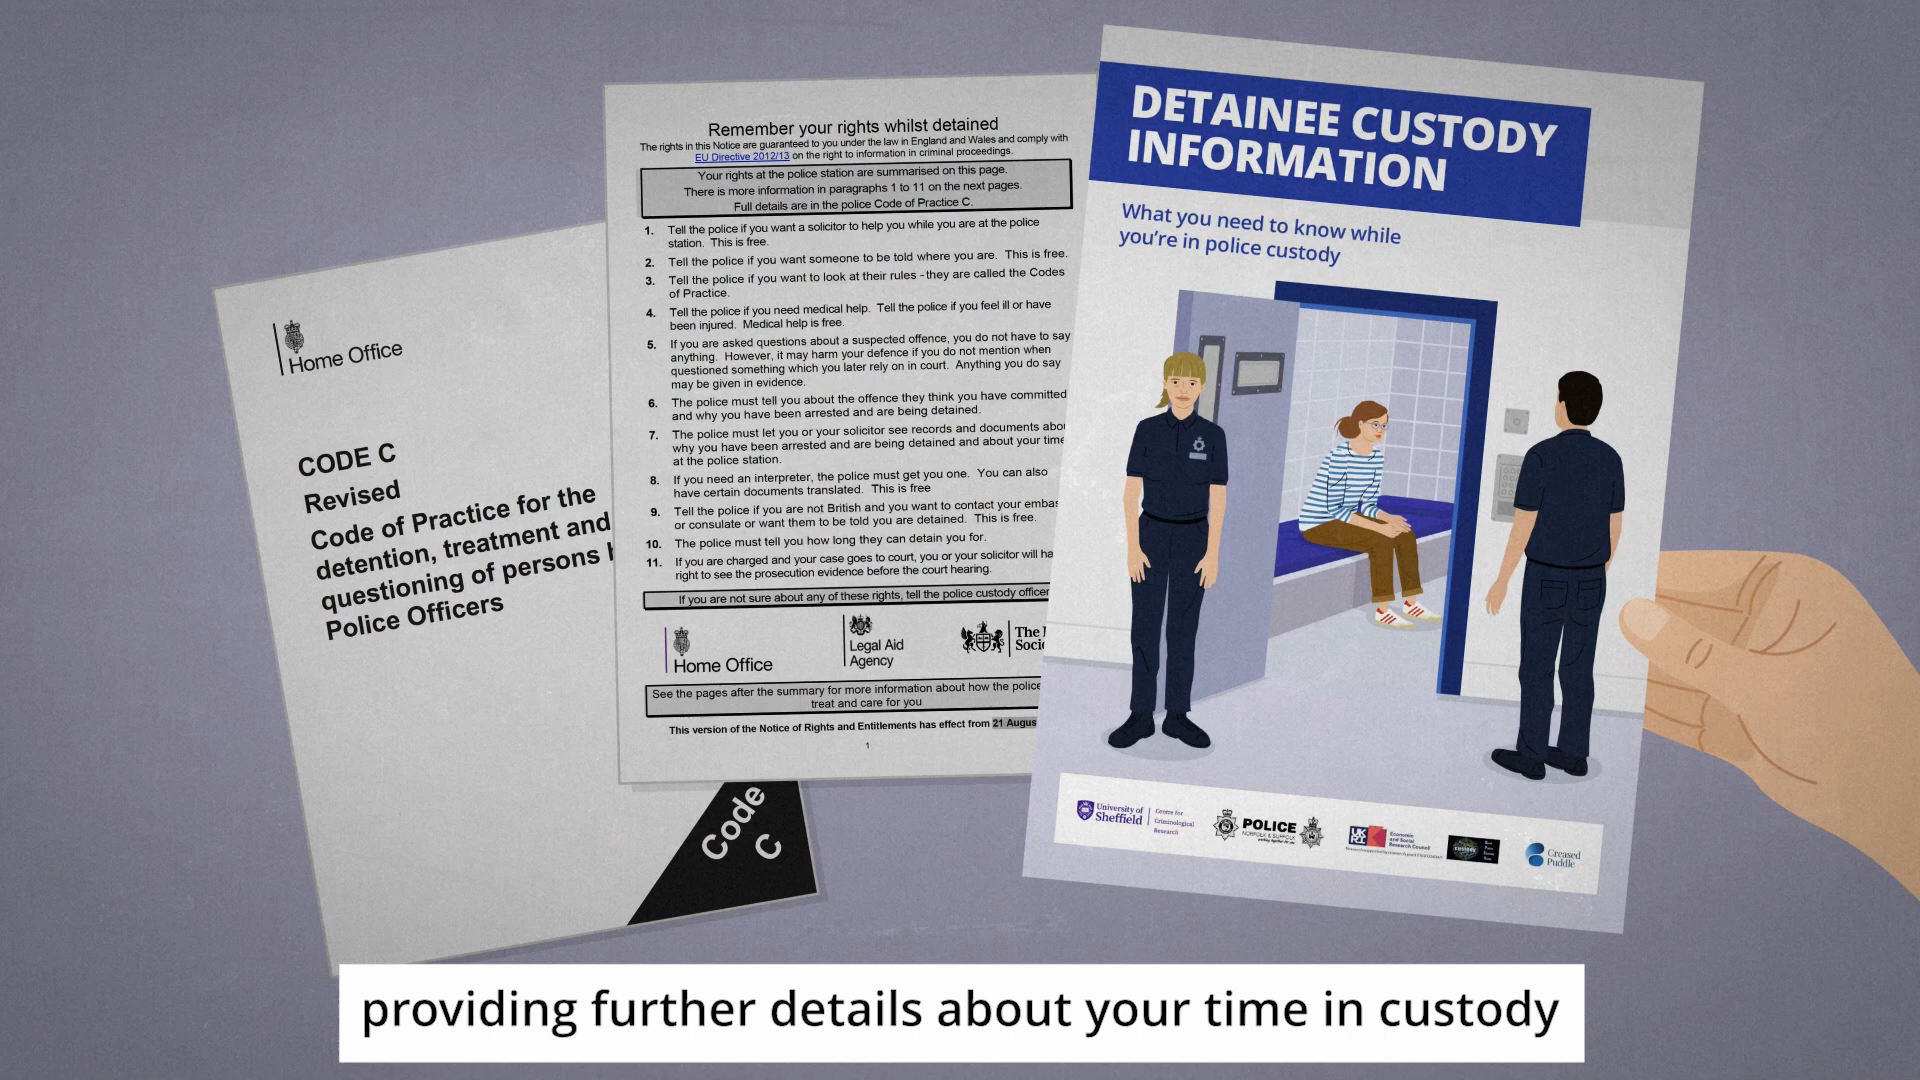 Home Office
CODE C
Revised
Code of Practice for the
detention, treatment and
questioning of persons
Police Officers
Code
C
Remember your rights whilst detained
The rights in this Notice are guaranteed to you under the law in England and Wales and comply with
EU Directive 2012/13 on the right to information in criminal proceedings.
Your rights at the police station are summarised on this page.
There is more information in paragraphs 1 to 11 on the next pages.
Full details are in the police Code of Practice C.
1. Tell the police if you want a solicitor to help you while you are at the police
station. This is free.
2. Tell the police if you want someone to be told where you are. This is free.
3. Tell the police if you want to look at their rules - they are called the Codes
of Practice.
4. Tell the police if you need medical help. Tell the police if you feel ill or have
been injured. Medical help is free.
5. If you are asked questions about a suspected offence, you do not have to say
anything. However, it may harm your defence if you do not mention when
questioned something which you later rely on in court. Anything you do say
may be given in evidence.
6. The police must tell you about the offence they think you have committed
and why you have been arrested and are being detained.
7. The police must let you or your solicitor see records and documents abou
why you have been arrested and are being detained and about your time
at the police station.
8. If you need an interpreter, the police must get you one. You can also
have certain documents translated. This is free
9. Tell the police if you are not British and you want to contact your embas
or consulate or want them to be told you are detained. This is free.
10. The police must tell you how long they can detain you for.
11. If you are charged and your case goes to court, you or your solicitor will ha
right to see the prosecution evidence before the court hearing.
If you are not sure about any of these rights, tell the police custody officer
Home Office
Legal Aid
Agency
The
Socie
See the pages after the summary for more information about how the police
treat and care for you
This version of the Notice of Rights and Entitlements has effect from 21 Augus
1
DETAINEE CUSTODY
INFORMATION
What you need to know while
you're in police custody
University of
Sheffield
Centre for
Criminological
Research
POLICE
NORFOLK & SUFFOLK
UKRI
Economic
and Social
Research Council
custody
Creased
Puddle
providing further details about your time in custody